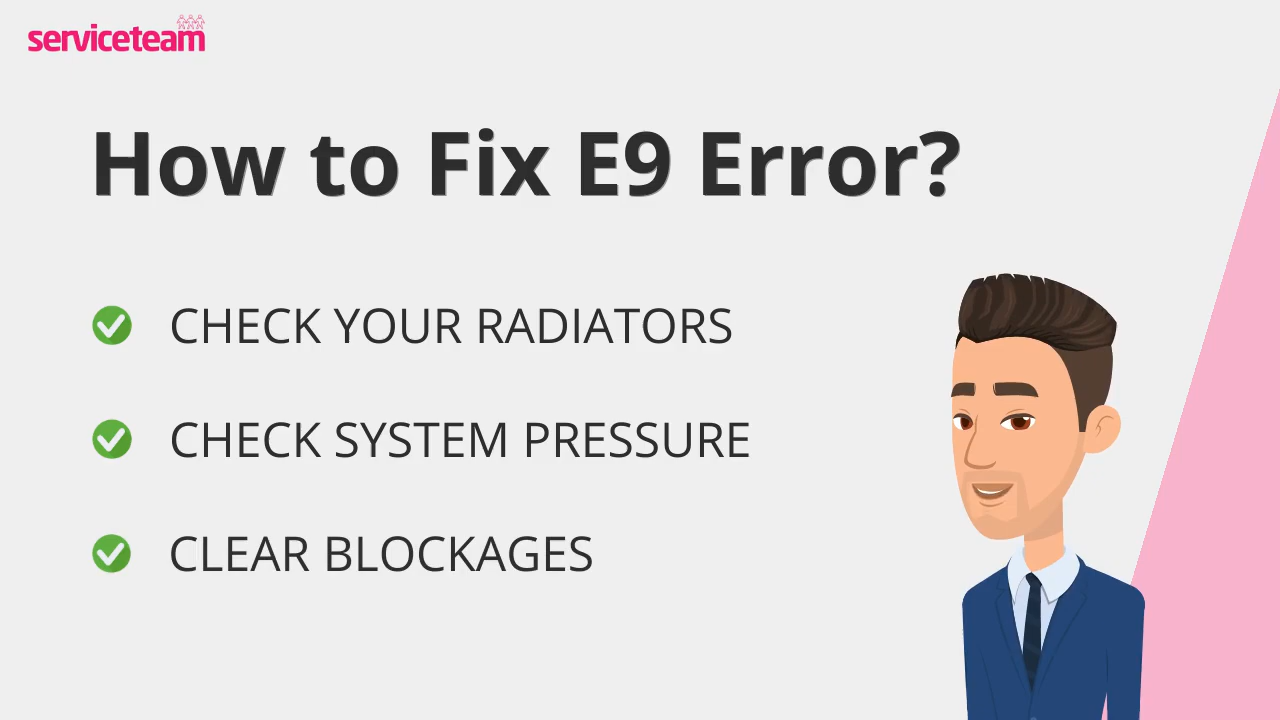 serviceteam
How to Fix E9 Error?
CHECK YOUR RADIATORS
CHECK SYSTEM PRESSURE
CLEAR BLOCKAGES